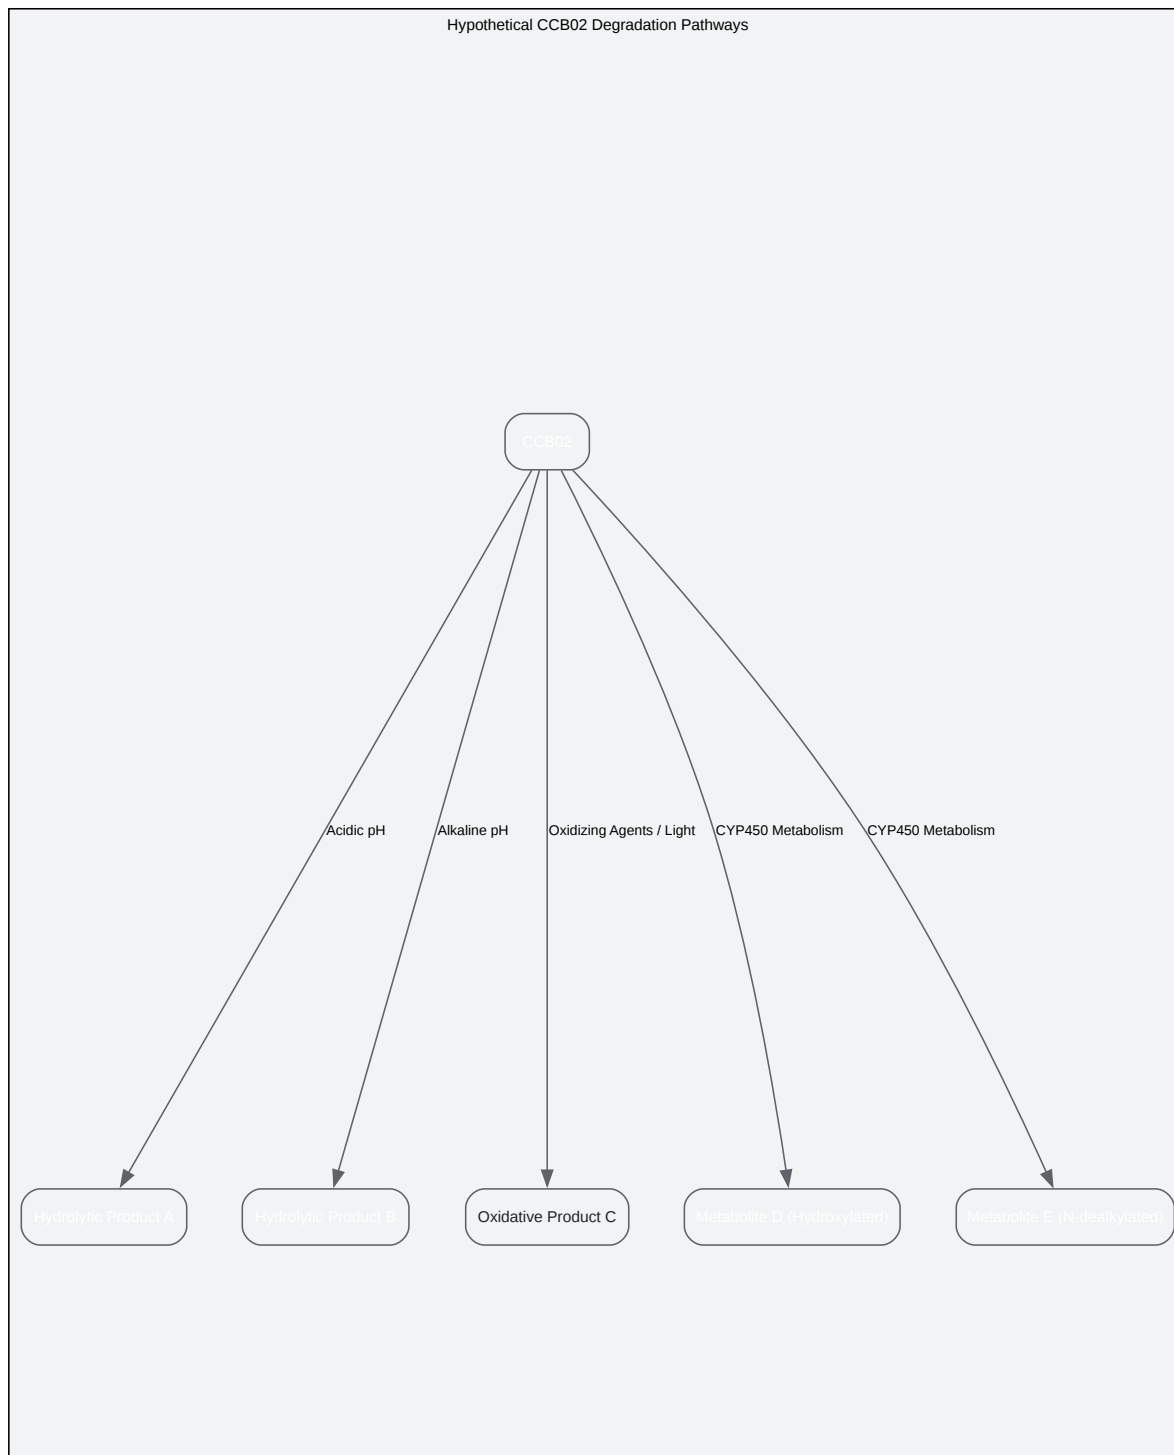 Hypothetical CCB02 Degradation Pathways
CCB02
Acidic pH
Alkaline pH
Oxidizing Agents / Light
CYP450 Metabolism
CYP450 Metabolism
Hydrolytic Product A
Hydrolytic Product B
Oxidative Product C
Metabolite D (Hydroxylated)
Metabolite E (N-dealkylated)